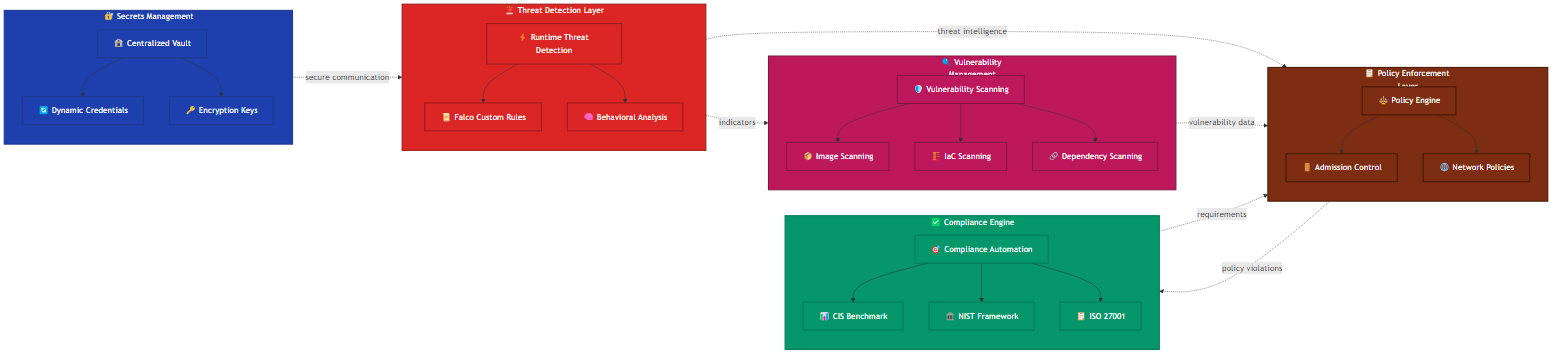 🔐 Secrets Management
🏦 Centralized Vault
🔄 Dynamic Credentials
🔑 Encryption Keys
secure communication
🚨 Threat Detection Layer
⚡ Runtime Threat
Detection
📜 Falco Custom Rules
🧠 Behavioral Analysis
threat intelligence
indicators
🔍 Vulnerability
Management
🛡️ Vulnerability Scanning
📦 Image Scanning
🏗️ IaC Scanning
🔗 Dependency Scanning
vulnerability data
📋 Policy Enforcement
Layer
⚖️ Policy Engine
🚪 Admission Control
🌐 Network Policies
requirements
policy violations
✅ Compliance Engine
🎯 Compliance Automation
📊 CIS Benchmark
🏛️ NIST Framework
📋 ISO 27001